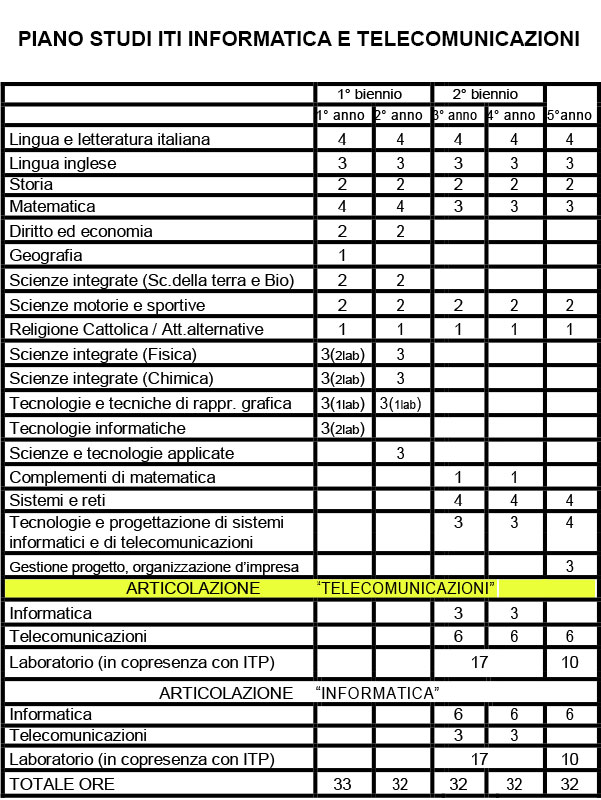 PIANO STUDI ITI INFORMATICA E TELECOMUNICAZIONI
1° biennio 2° biennio
1° anno 2° anno 3° anno 4° anno 5°anno
Lingua e letteratura italiana 4 4 4 4 4
Lingua inglese 3 3 3 3 3
Storia 2 2 2 2 2
Matematica 4 4 3 3 3
Diritto ed economia 2 2
Geografia 1
Scienze integrate (Sc.della terra e Bio) 2 2
Scienze motorie e sportive 2 2 2 2 2
Religione Cattolica / Att.alternative 1 1 1 1 1
Scienze integrate (Fisica) 3(2lab) 3
Scienze integrate (Chimica) 3(2lab) 3
Tecnologie e tecniche di rappr. grafica 3(1lab) 3(1lab)
Tecnologie informatiche 3(2lab)
Scienze e tecnologie applicate 3
Complementi di matematica 1 1
Sistemi e reti 4 4 4
Tecnologie e progettazione di sistemi 3 3 4
informatici e di telecomunicazioni
Gestione progetto, organizzazione d'impresa 3
ARTICOLAZIONE "TELECOMUNICAZIONI"
Informatica 3 3
Telecomunicazioni 6 6 6
Laboratorio (in copresenza con ITP) 17 10
ARTICOLAZIONE "INFORMATICA"
Informatica 6 6 6
Telecomunicazioni 3 3
Laboratorio (in copresenza con ITP) 17 10
TOTALE ORE 33 32 32 32 32